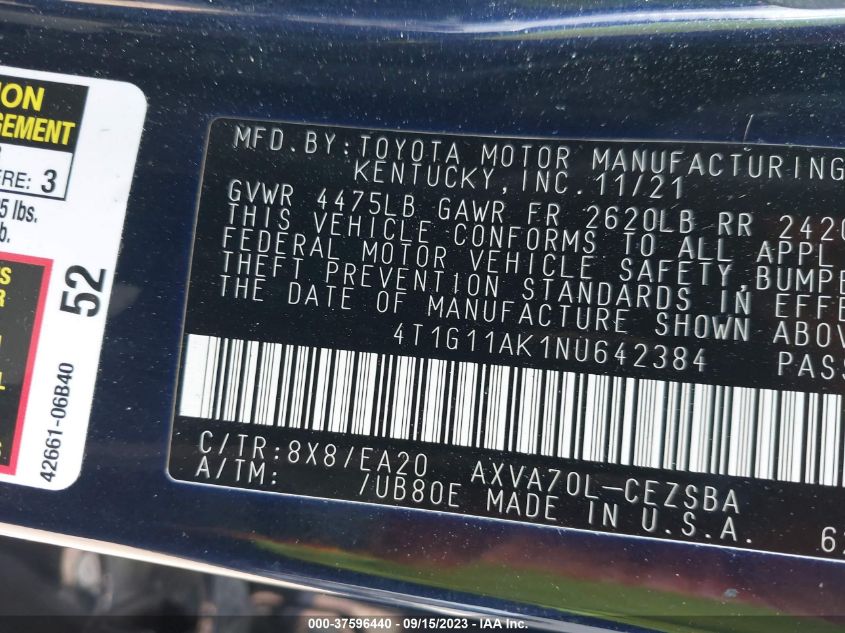 ION
GEMENT
ERE: 3
5 lbs.
b.
S
R
L
S
42661-06B40
52
MFD.BY:TOYOTA MOTOR MANUFACTURING
KENTUCKY,INC.11/21
GVWR 4475LB GAWR FR 2620LB RR 2420
THIS VEHICLE CONFORMS TO ALL APPL
FEDERAL MOTOR VEHICLE SAFETY,BUMPE
THEFT PREVENTION STANDARDS IN EFFE
THE DATE OF MANUFACTURE SHOWN ABOV
4T1G11AK1NU642384 PASS
C/TR:8X8/EA20 AXVA70L-CEZSBA
A/TM: /UB80E MADE IN U.S.A.
62
000-37596440 - 09/15/2023 - IAA Inc.